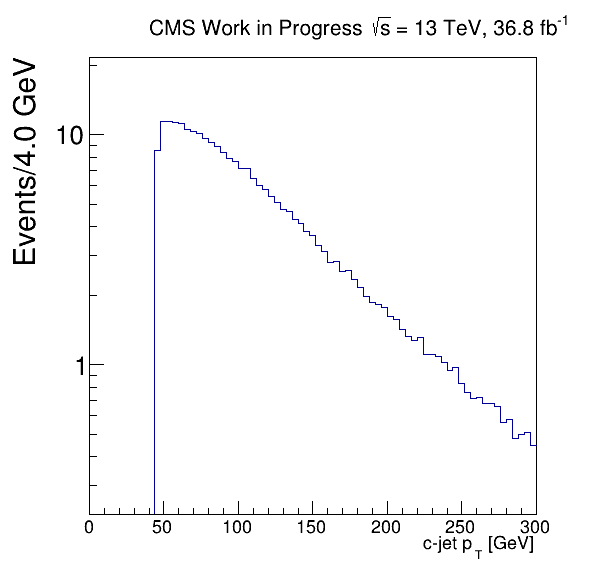 CMS Work in Progress √s = 13 TeV, 36.8 fb⁻¹
Events/4.0 GeV
10
1
0 50 100 150 200 250 300
c-jet p_T [GeV]